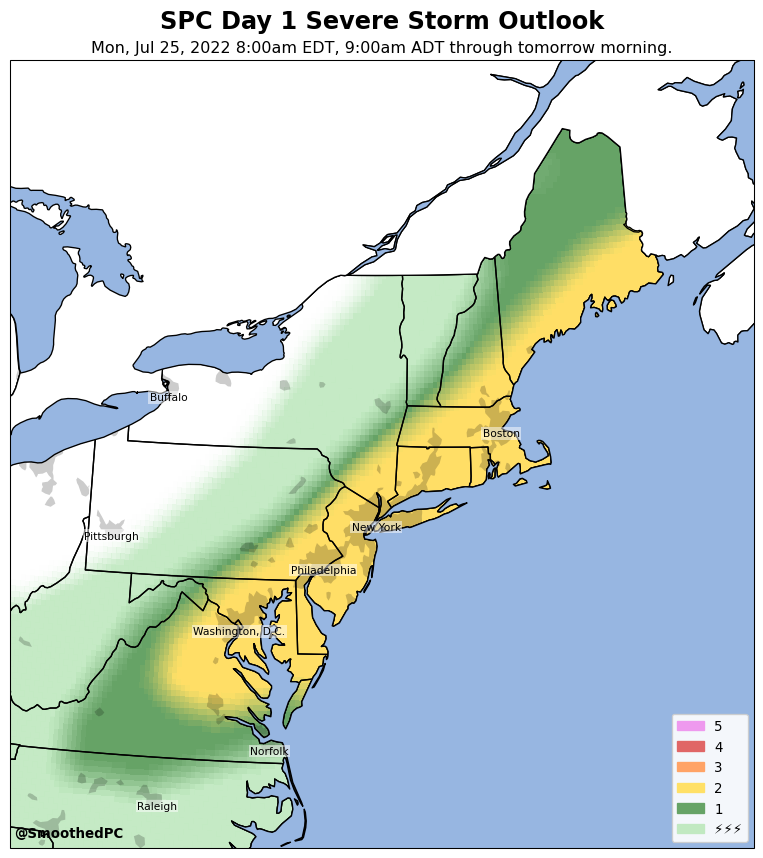 SPC Day 1 Severe Storm Outlook
Mon, Jul 25, 2022 8:00am EDT, 9:00am ADT through tomorrow morning.
Buffalo
Boston
Pittsburgh
New York
Philadelphia
Washington, D.C.
Norfolk
Raleigh
5
4
3
2
1
⚡⚡⚡
@SmoothedPC